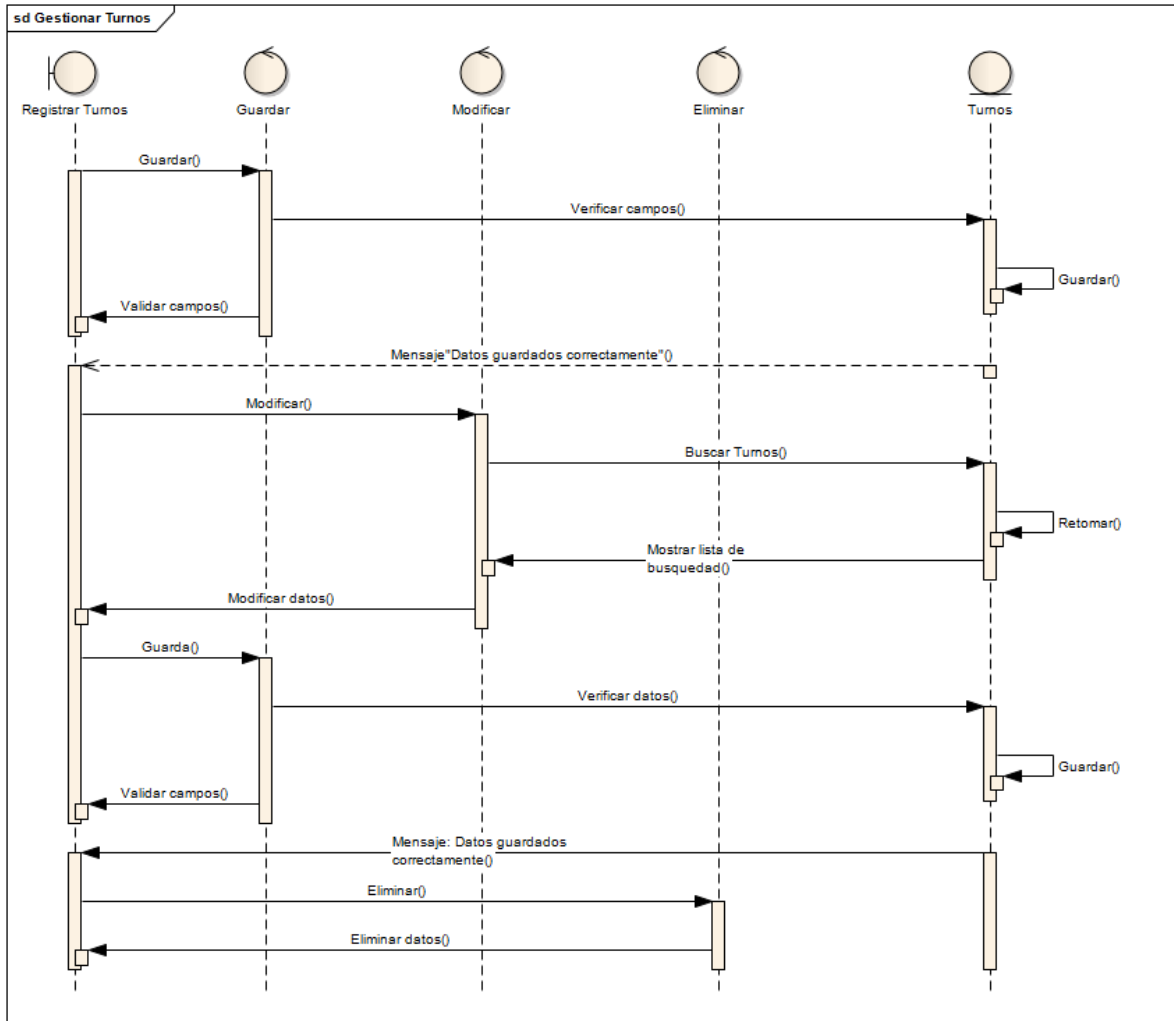 sd Gestionar Turnos
Registrar Turnos
Guardar
Modificar
Eliminar
Turnos
Guardar()
Verificar campos()
Guardar()
Validar campos()
Mensaje"Datos guardados correctamente"()
Modificar()
Buscar Turnos()
Retornar()
Mostrar lista de
busquedad()
Modificar datos()
Guarda()
Verificar datos()
Guardar()
Validar campos()
Mensaje: Datos guardados
correctamente()
Eliminar()
Eliminar datos()